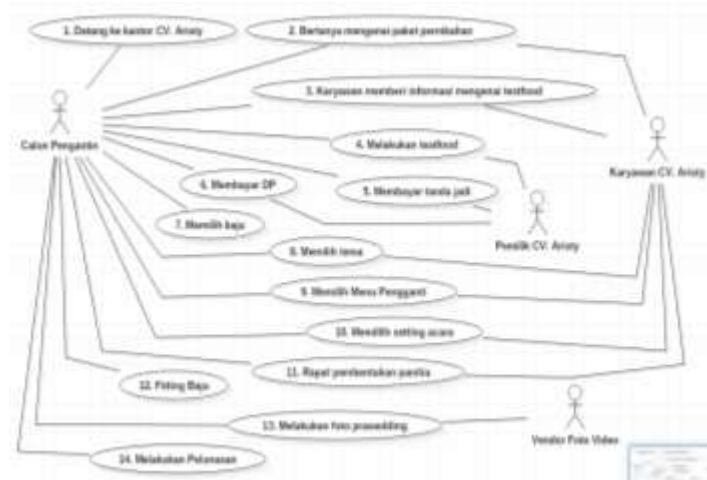 1. Datang ke kantor CV. Aristy
2. Bertanya mengenai paket pernikahan
3. Karyawan memberi informasi mengenai testfood
Calon Pengantin
4. Melakukan testfood
Karyawan CV. Aristy
6. Membayar DP
5. Membayar tanda jadi
7. Memilih baju
Pemilik CV. Aristy
8. Memilih tema
9. Memilih Menu Pengganti
10. Memilih setting acara
11. Rapat pembentukan panitia
12. Fitting Baju
13. Melakukan foto prawedding
Vendor Foto Video
14. Melakukan Pelunasan